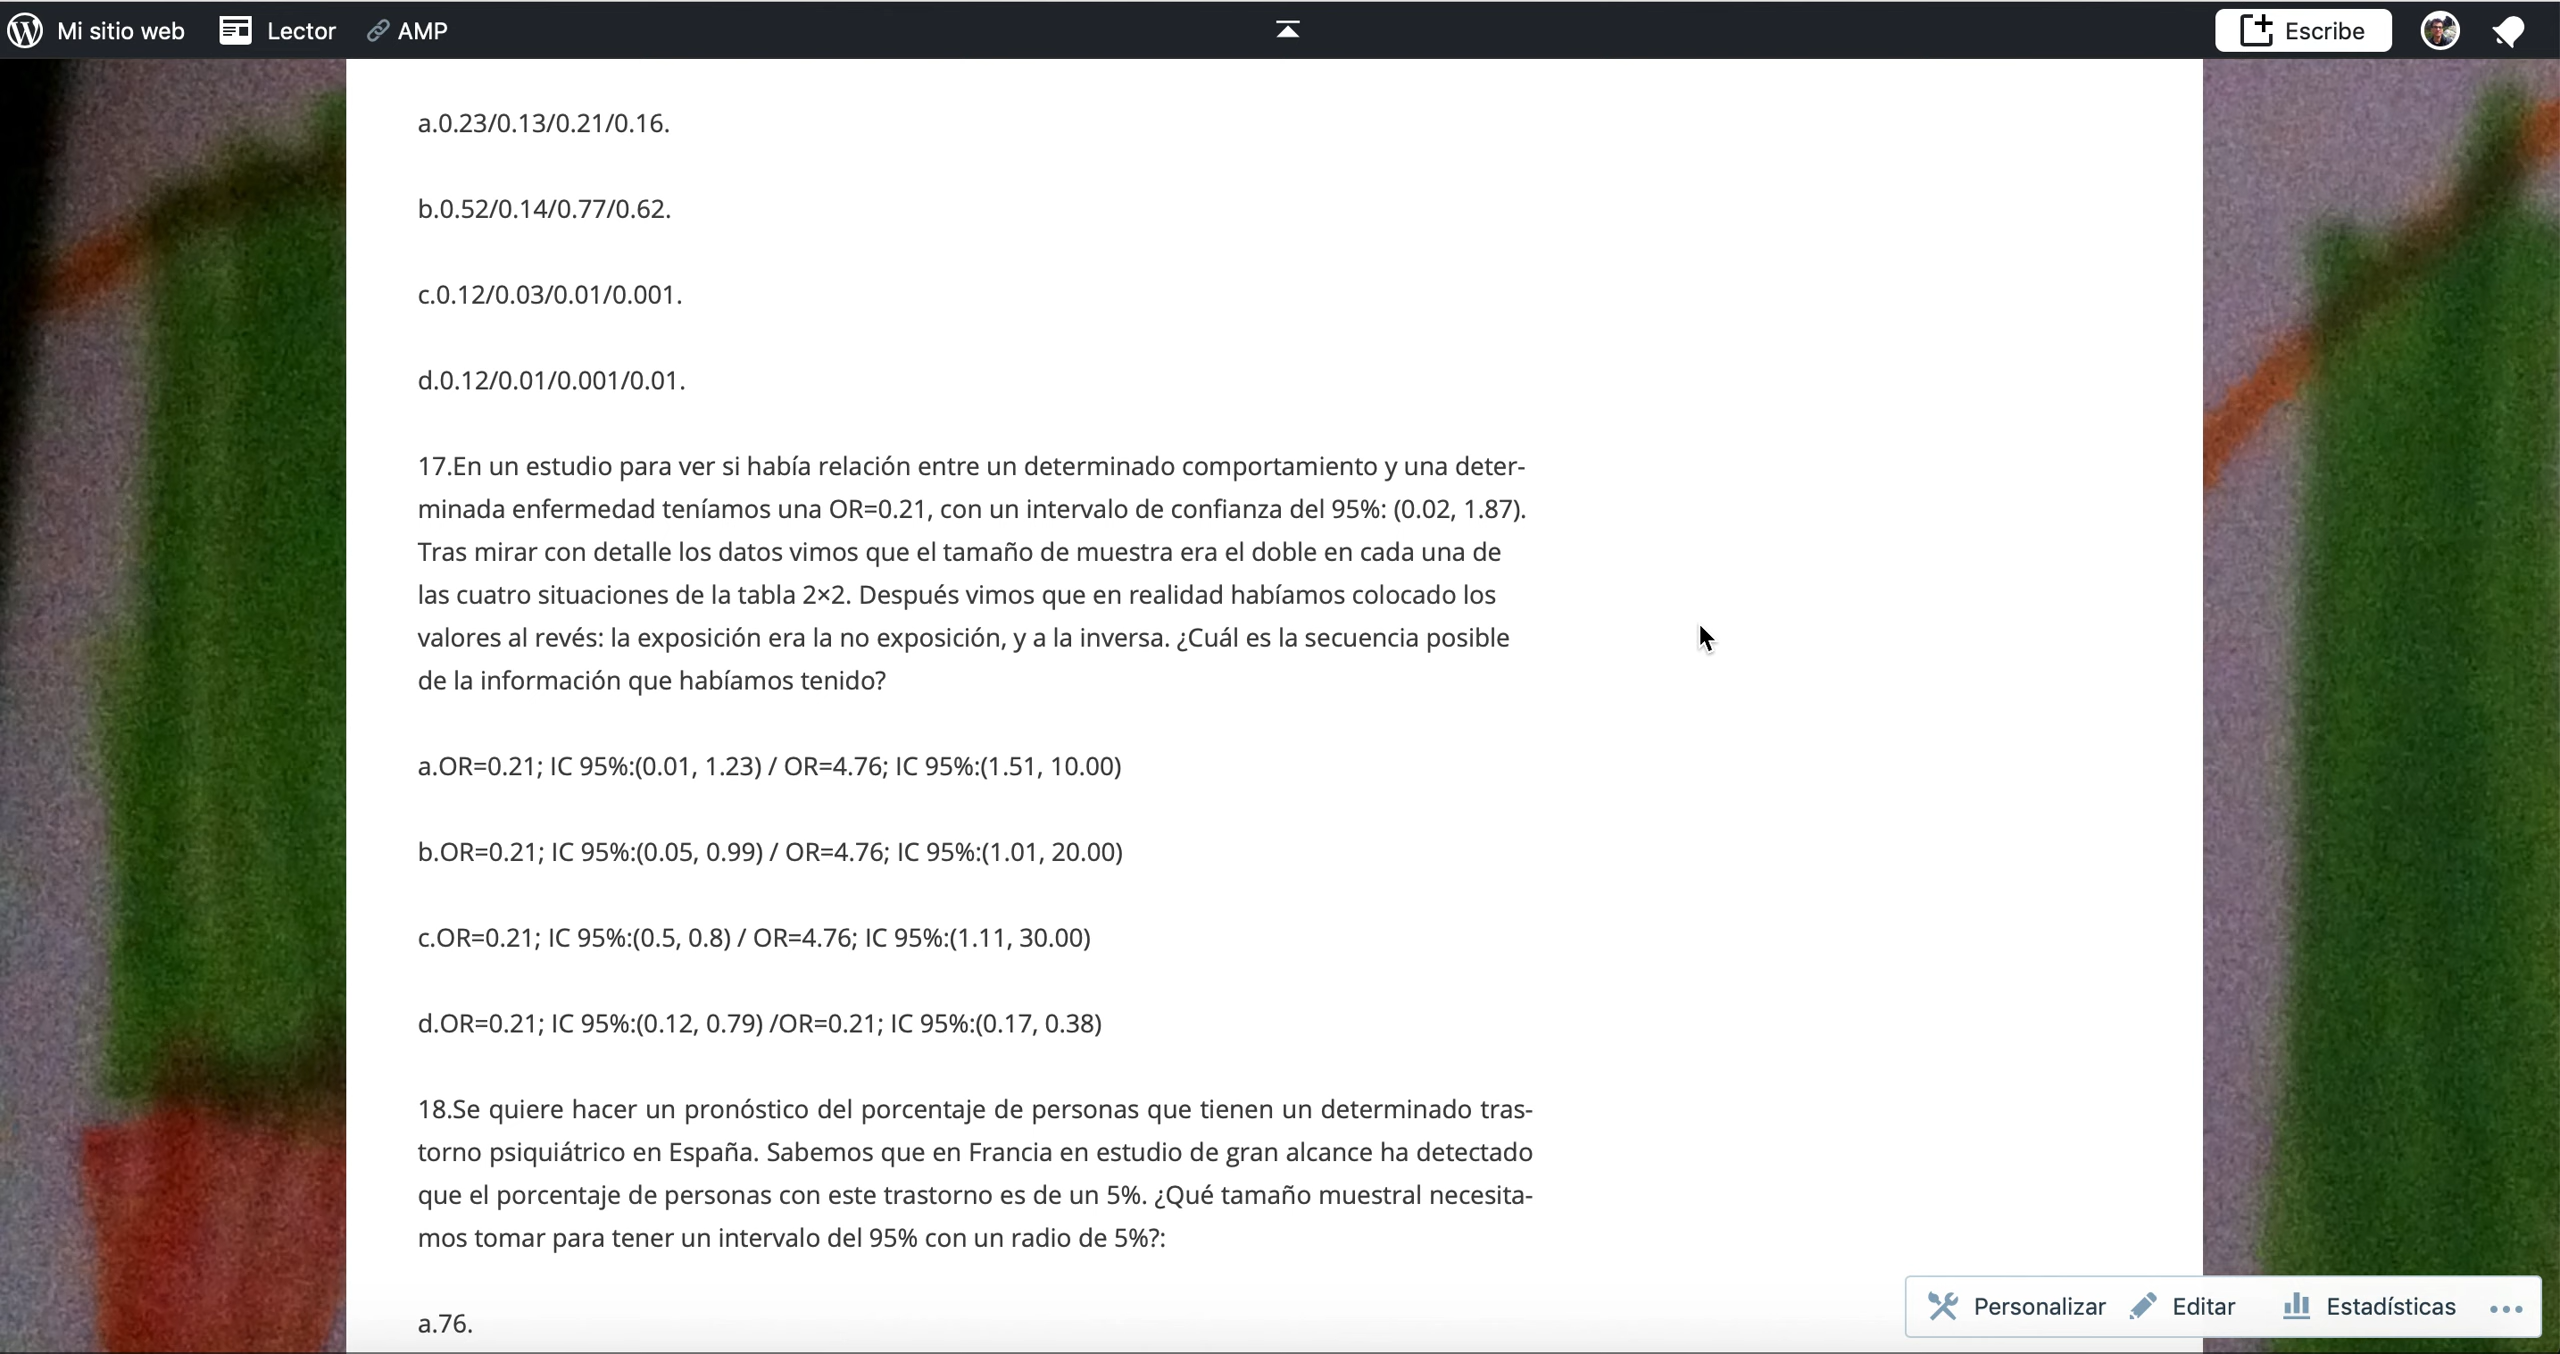 Mi sitio web
Lector
AMP
Escribe
a.0.23/0.13/0.21/0.16.
b.0.52/0.14/0.77/0.62.
c.0.12/0.03/0.01/0.001.
d.0.12/0.01/0.001/0.01.
17.En un estudio para ver si había relación entre un determinado comportamiento y una deter-
minada enfermedad teníamos una OR=0.21, con un intervalo de confianza del 95%: (0.02, 1.87).
Tras mirar con detalle los datos vimos que el tamaño de muestra era el doble en cada una de
las cuatro situaciones de la tabla 2×2. Después vimos que en realidad habíamos colocado los
valores al revés: la exposición era la no exposición, y a la inversa. ¿Cuál es la secuencia posible
de la información que habíamos tenido?
a.OR=0.21; IC 95%:(0.01, 1.23) / OR=4.76; IC 95%:(1.51, 10.00)
b.OR=0.21; IC 95%:(0.05, 0.99) / OR=4.76; IC 95%:(1.01, 20.00)
c.OR=0.21; IC 95%:(0.5, 0.8) / OR=4.76; IC 95%:(1.11, 30.00)
d.OR=0.21; IC 95%:(0.12, 0.79) /OR=0.21; IC 95%:(0.17, 0.38)
18.Se quiere hacer un pronóstico del porcentaje de personas que tienen un determinado tras-
torno psiquiátrico en España. Sabemos que en Francia en estudio de gran alcance ha detectado
que el porcentaje de personas con este trastorno es de un 5%. ¿Qué tamaño muestral necesita-
mos tomar para tener un intervalo del 95% con un radio de 5%?:
a.76.
Personalizar
Editar
Estadísticas